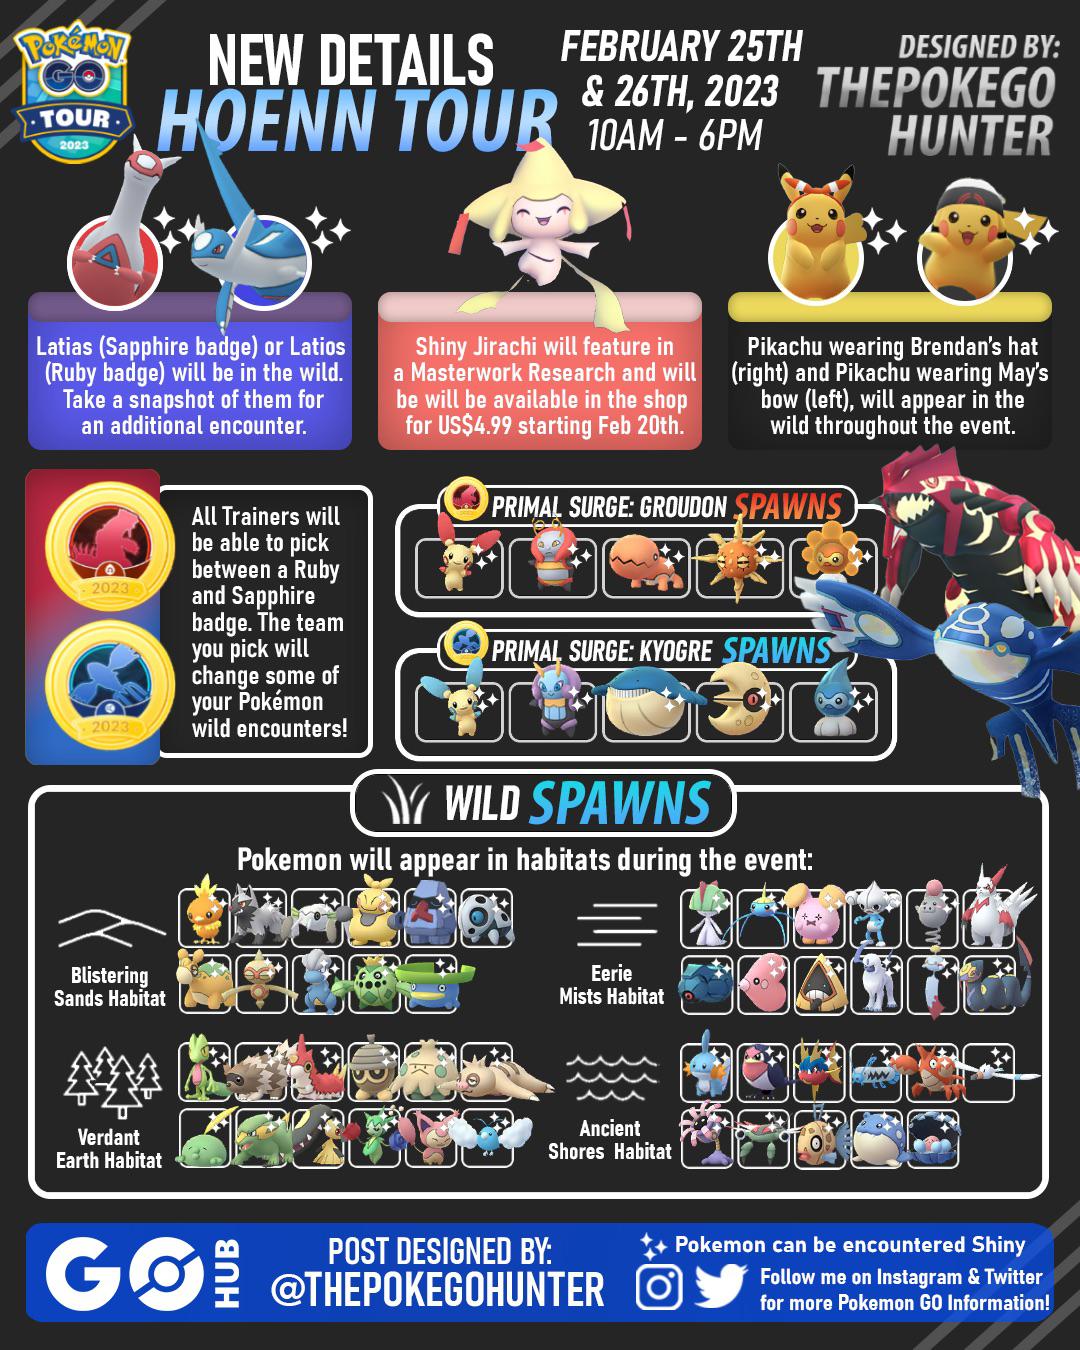 Pokémon
GO
TOUR
2023
NEW DETAILS
HOENN TOUR
FEBRUARY 25TH
& 26TH, 2023
10AM - 6PM
DESIGNED BY:
THEPOKEGO
HUNTER
Latias (Sapphire badge) or Latios
(Ruby badge) will be in the wild.
Take a snapshot of them for
an additional encounter.
Shiny Jirachi will feature in
a Masterwork Research and will
be will be available in the shop
for US$4.99 starting Feb 20th.
Pikachu wearing Brendan's hat
(right) and Pikachu wearing May's
bow (left), will appear in the
wild throughout the event.
2023
2023
All Trainers will
be able to pick
between a Ruby
and Sapphire
badge. The team
you pick will
change some of
your Pokémon
wild encounters!
PRIMAL SURGE: GROUDON SPAWNS
PRIMAL SURGE: KYOGRE SPAWNS
WILD SPAWNS
Pokemon will appear in habitats during the event:
Blistering
Sands Habitat
Eerie
Mists Habitat
Verdant
Earth Habitat
Ancient
Shores Habitat
GO HUB
POST DESIGNED BY:
@THEPOKEGOHUNTER
Pokemon can be encountered Shiny
Follow me on Instagram & Twitter
for more Pokemon GO Information!